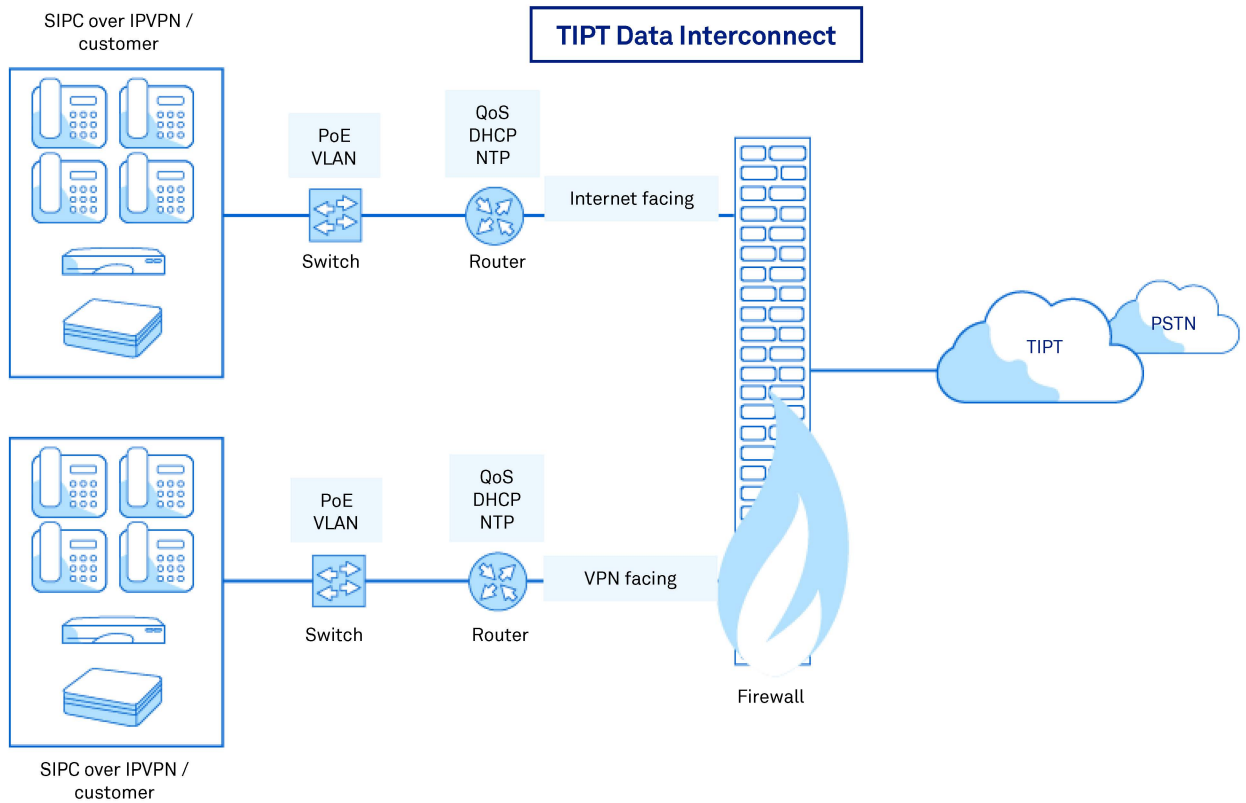 TIPT Data Interconnect
SIPC over IPVPN /
customer
PoE
VLAN
Switch
QoS
DHCP
NTP
Router
Internet facing
TIPT
PSTN
PoE
VLAN
Switch
QoS
DHCP
NTP
Router
VPN facing
Firewall
SIPC over IPVPN /
customer